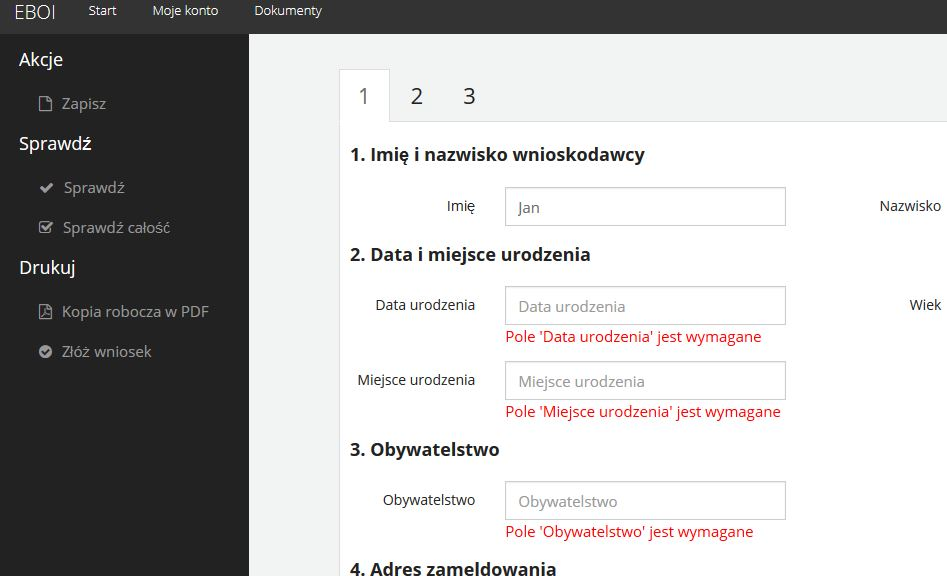 EBOI Start Moje konto Dokumenty
Akcje
Zapisz
Sprawdź
Sprawdź
Sprawdź całość
Drukuj
Kopia robocza w PDF
Złóż wniosek
1 2 3
1. Imię i nazwisko wnioskodawcy
Imię Jan Nazwisko
2. Data i miejsce urodzenia
Data urodzenia Data urodzenia Wiek
Pole 'Data urodzenia' jest wymagane
Miejsce urodzenia Miejsce urodzenia
Pole 'Miejsce urodzenia' jest wymagane
3. Obywatelstwo
Obywatelstwo Obywatelstwo
Pole 'Obywatelstwo' jest wymagane
4. Adres zameldowania